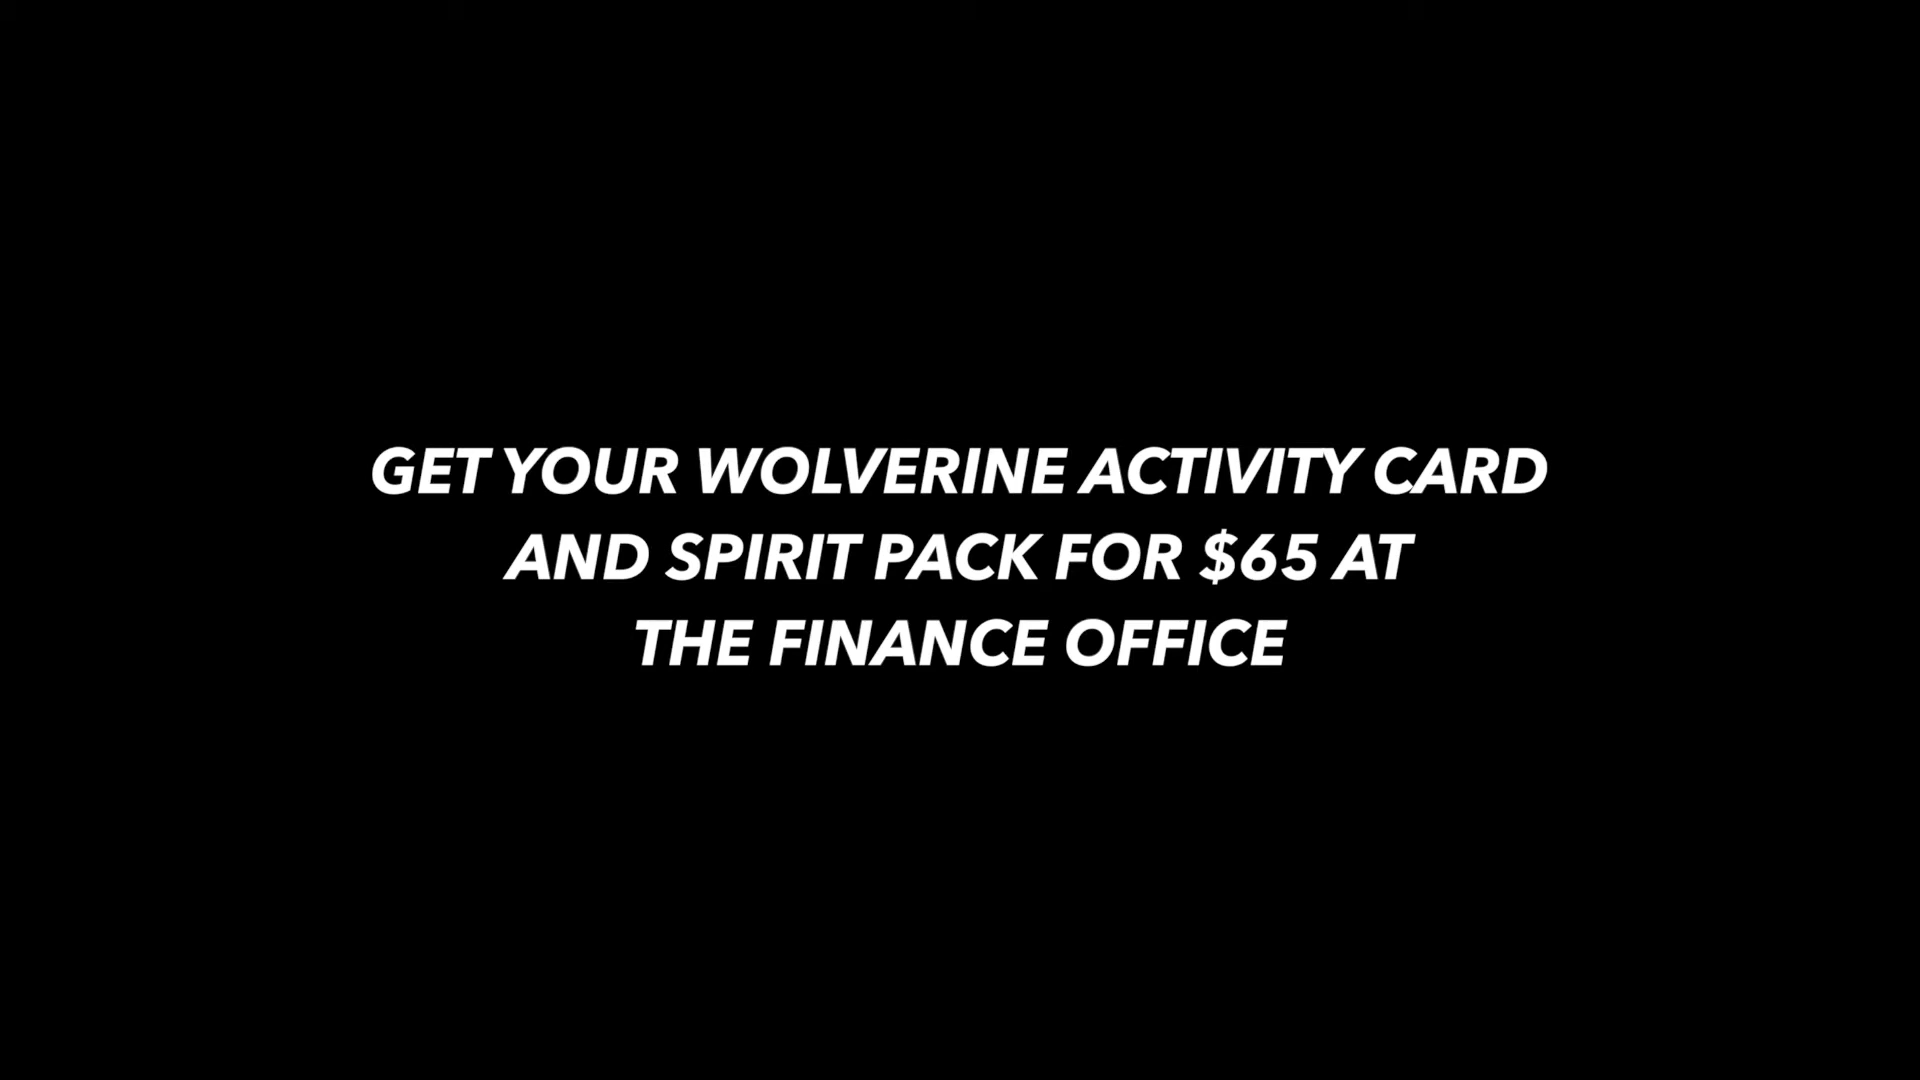 GET YOUR WOLVERINE ACTIVITY CARD
AND SPIRIT PACK FOR $65 AT
THE FINANCE OFFICE